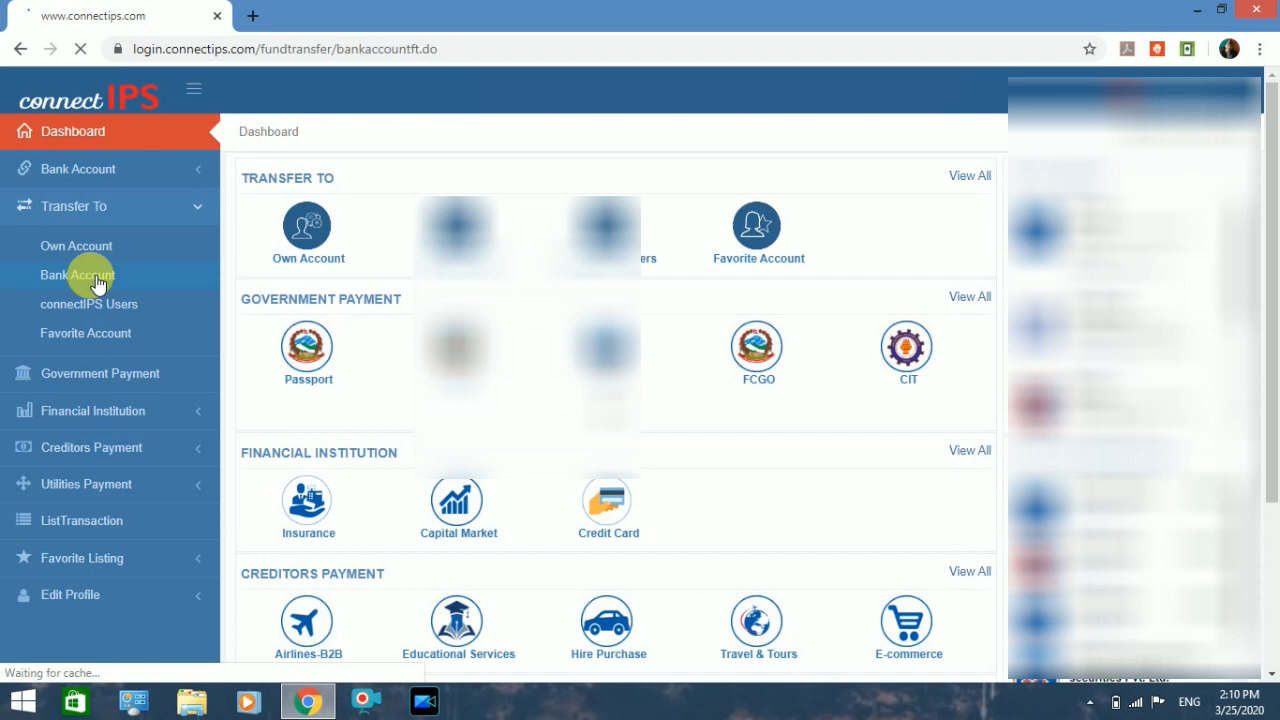 www.connectips.com
login.connectips.com/fundtransfer/bankaccountft.do
connectIPS
Dashboard
Bank Account
Transfer To
Own Account
Bank Account
connectIPS Users
Favorite Account
Government Payment
Financial Institution
Creditors Payment
Utilities Payment
ListTransaction
Favorite Listing
Edit Profile
Dashboard
TRANSFER TO
View All
Own Account
ers
Favorite Account
GOVERNMENT PAYMENT
View All
Passport
FCGO
CIT
FINANCIAL INSTITUTION
View All
Insurance
Capital Market
Credit Card
CREDITORS PAYMENT
View All
Airlines-B2B
Educational Services
Hire Purchase
Travel & Tours
E-commerce
Waiting for cache...
ENG
2:10 PM
3/25/2020